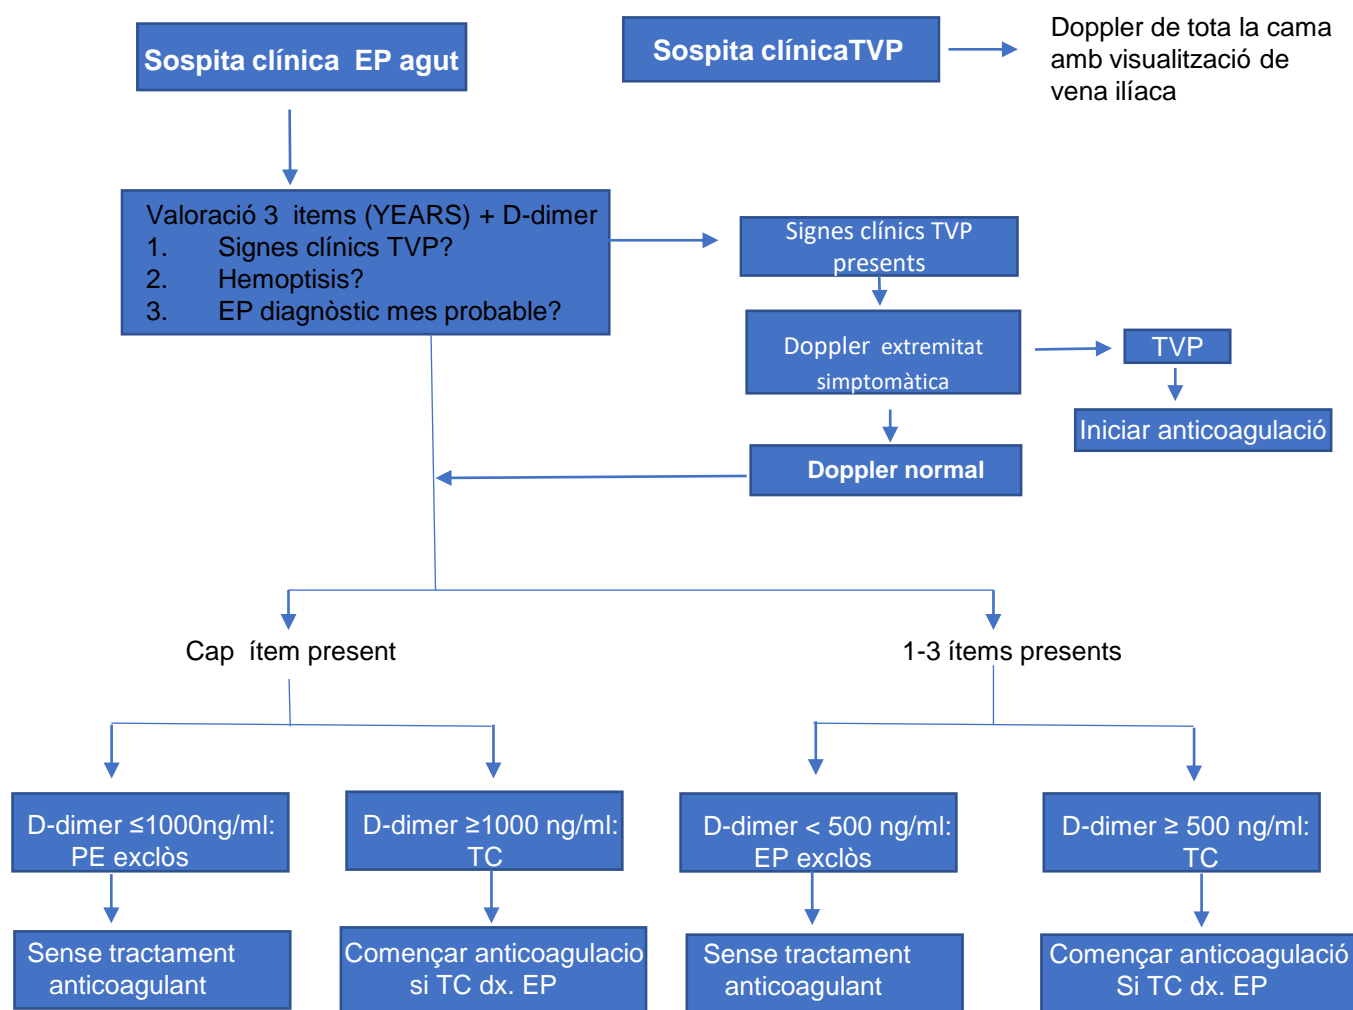 Sospita clínica  EP agut
Sospita clínicaTVP
Doppler de tota la cama
amb visualització de
vena ilíaca
Valoració 3  items (YEARS) + D-dimer
1. Signes clínics TVP?
2. Hemoptisis?
3. EP diagnòstic mes probable?
Signes clínics TVP
presents
Doppler extremitat
simptomàtica
TVP
Iniciar anticoagulació
Doppler normal
Cap  ítem present
1-3 ítems presents
D-dimer ≤1000ng/ml:
PE exclòs
D-dimer ≥1000 ng/ml:
TC
D-dimer < 500 ng/ml:
EP exclòs
D-dimer ≥ 500 ng/ml:
TC
Sense tractament
anticoagulant
Començar anticoagulacio
si TC dx. EP
Sense tractament
anticoagulant
Començar anticoagulació
Si TC dx. EP